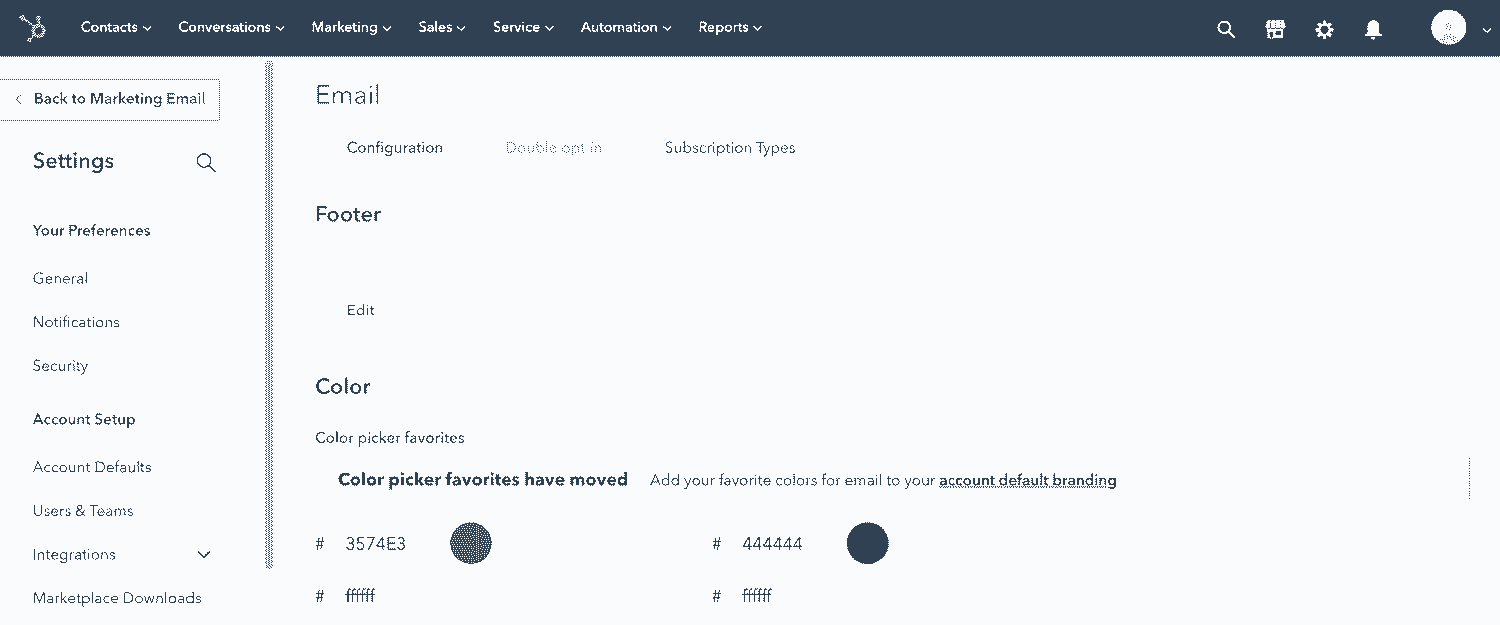 Contacts Conversations Marketing Sales Service Automation Reports
Back to Marketing Email
Settings
Your Preferences
General
Notifications
Security
Account Setup
Account Defaults
Users & Teams
Integrations
Marketplace Downloads
Email
Configuration Double opt-in Subscription Types
Footer
Edit
Color
Color picker favorites
Color picker favorites have moved Add your favorite colors for email to your account default branding
# 3574E3 # 444444
# ffffff # ffffff